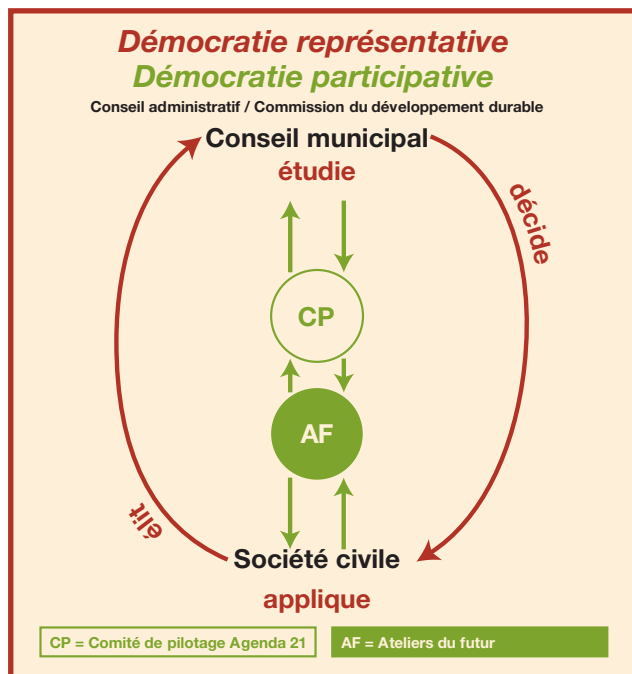 Démocratie représentative
Démocratie participative
Conseil administratif / Commission du développement durable
Conseil municipal
étudie
décide
CP
AF
élit
Société civile
applique
CP = Comité de pilotage Agenda 21
AF = Ateliers du futur